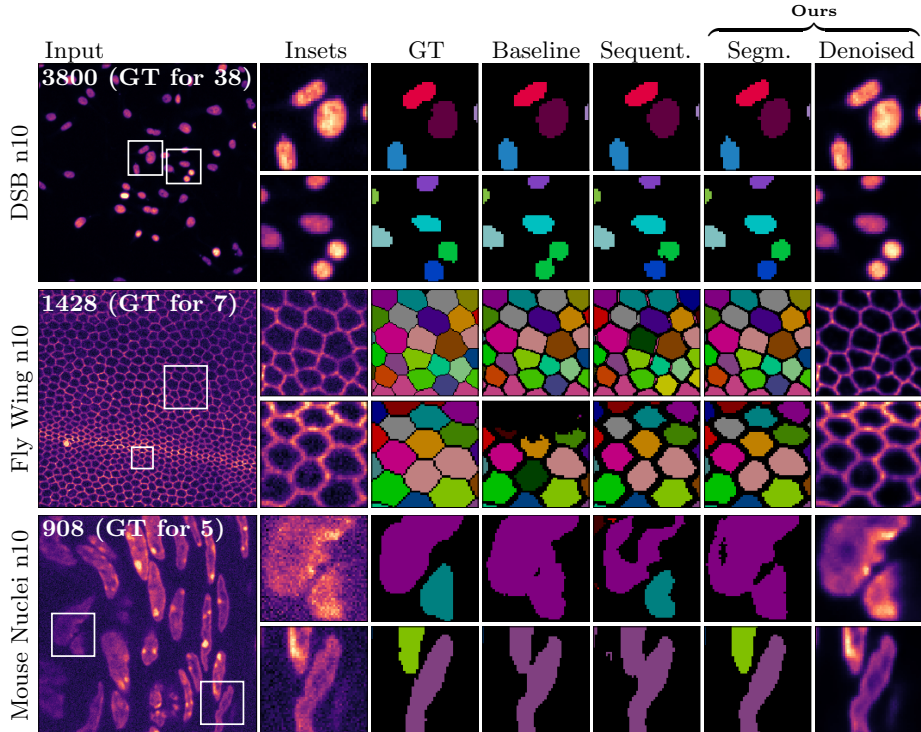 Ours
Input Insets GT Baseline Sequent. Segm. Denoised
DSB n10
3800 (GT for 38)
Fly Wing n10
1428 (GT for 7)
Mouse Nuclei n10
908 (GT for 5)